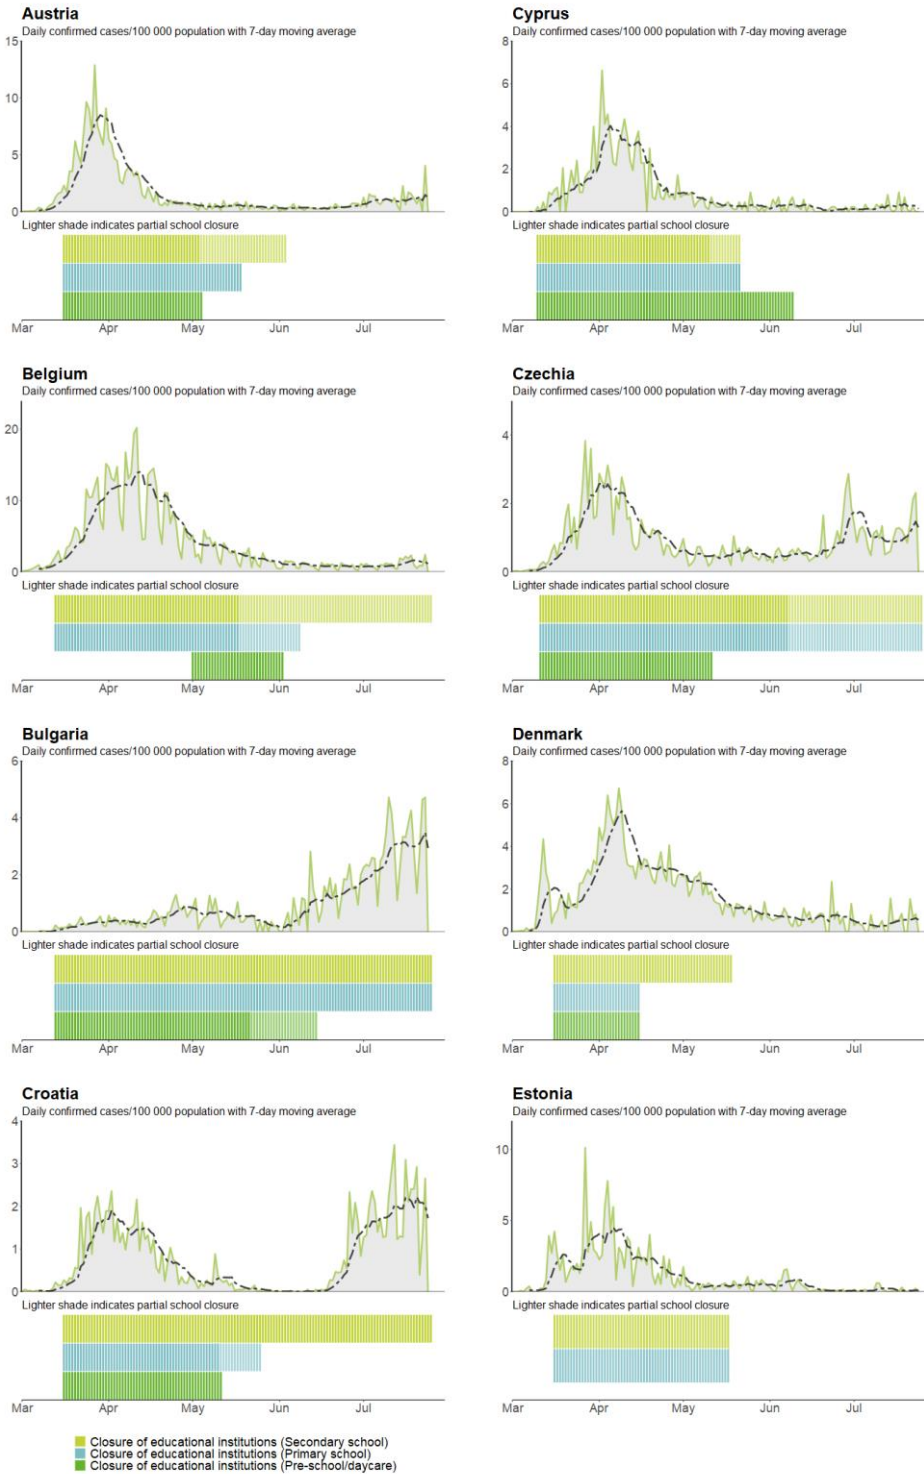 Austria
Daily confirmed cases/100 000 population with 7-day moving average
15
10
5
0
Lighter shade indicates partial school closure
Mar Apr May Jun Jul
Cyprus
Daily confirmed cases/100 000 population with 7-day moving average
8
6
4
2
0
Lighter shade indicates partial school closure
Mar Apr May Jun Jul
Belgium
Daily confirmed cases/100 000 population with 7-day moving average
20
10
0
Lighter shade indicates partial school closure
Mar Apr May Jun Jul
Czechia
Daily confirmed cases/100 000 population with 7-day moving average
4
2
0
Lighter shade indicates partial school closure
Mar Apr May Jun Jul
Bulgaria
Daily confirmed cases/100 000 population with 7-day moving average
6
4
2
0
Lighter shade indicates partial school closure
Mar Apr May Jun Jul
Denmark
Daily confirmed cases/100 000 population with 7-day moving average
8
6
4
2
0
Lighter shade indicates partial school closure
Mar Apr May Jun Jul
Croatia
Daily confirmed cases/100 000 population with 7-day moving average
4
3
2
1
0
Lighter shade indicates partial school closure
Mar Apr May Jun Jul
Estonia
Daily confirmed cases/100 000 population with 7-day moving average
10
5
0
Lighter shade indicates partial school closure
Mar Apr May Jun Jul
Closure of educational institutions (Secondary school)
Closure of educational institutions (Primary school)
Closure of educational institutions (Pre-school/daycare)